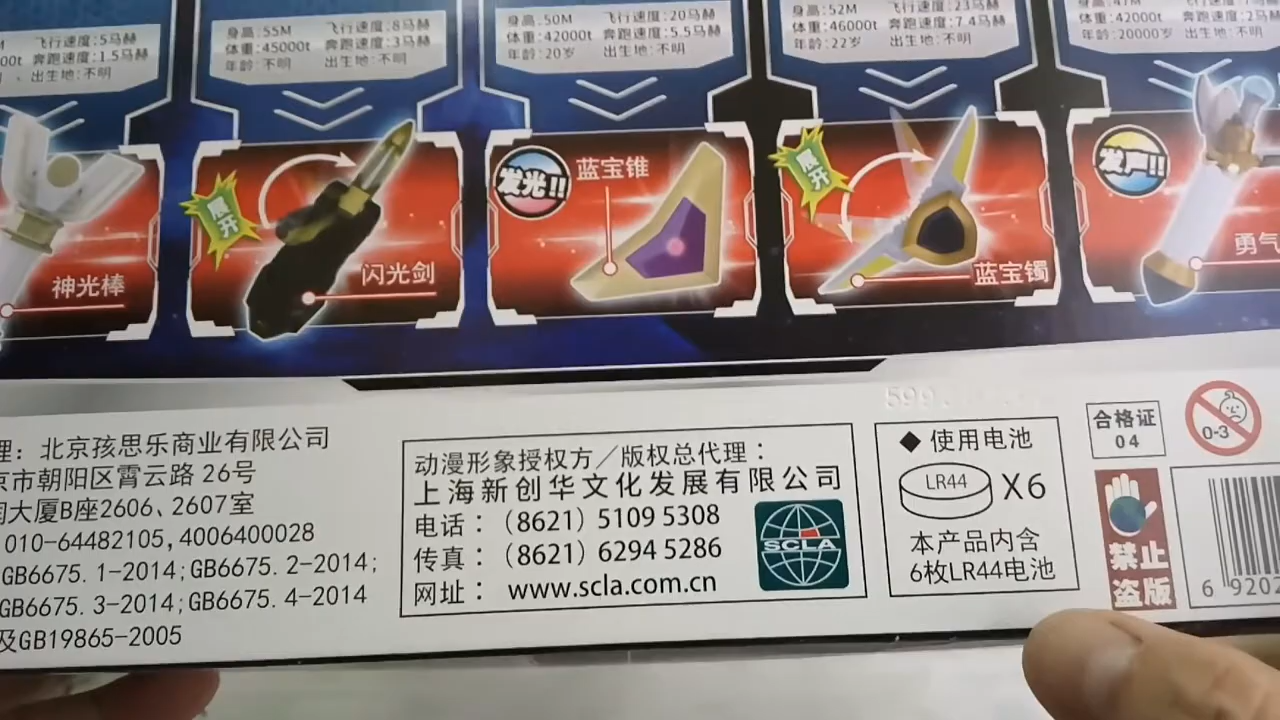 飞行速度:5马赫
00t 奔跑速度:1.5马赫
出生地:不明
身高:55M 飞行速度:8马赫
体重:45000t 奔跑速度:3马赫
年龄:不明 出生地:不明
身高:50M 飞行速度:20马赫
体重:42000t 奔跑速度:5.5马赫
年龄:20岁 出生地:不明
身高:52M 飞行速度:23马赫
体重:46000t 奔跑速度:7.4马赫
年龄:22岁 出生地:不明
身高:47M
体重:42000t 奔跑速度:
年龄:20000岁 出生地:不明
神光棒
展开
闪光剑
发光!!
蓝宝锥
展开
蓝宝镯
发声!!
勇气
理：北京孩思乐商业有限公司
京市朝阳区霄云路 26号
大厦B座2606、2607室
010-64482105,4006400028
GB6675.1-2014;GB6675.2-2014;
GB6675.3-2014;GB6675.4-2014
及GB19865-2005
动漫形象授权方／版权总代理：
上海新创华文化发展有限公司
电话：（8621）5109 5308
传真：（8621）6294 5286
网址： www.scla.com.cn
SCLA
599.
◆ 使用电池
LR44 X6
本产品内含
6枚LR44电池
合格证
04
0-3
禁止
盗版
6 9202